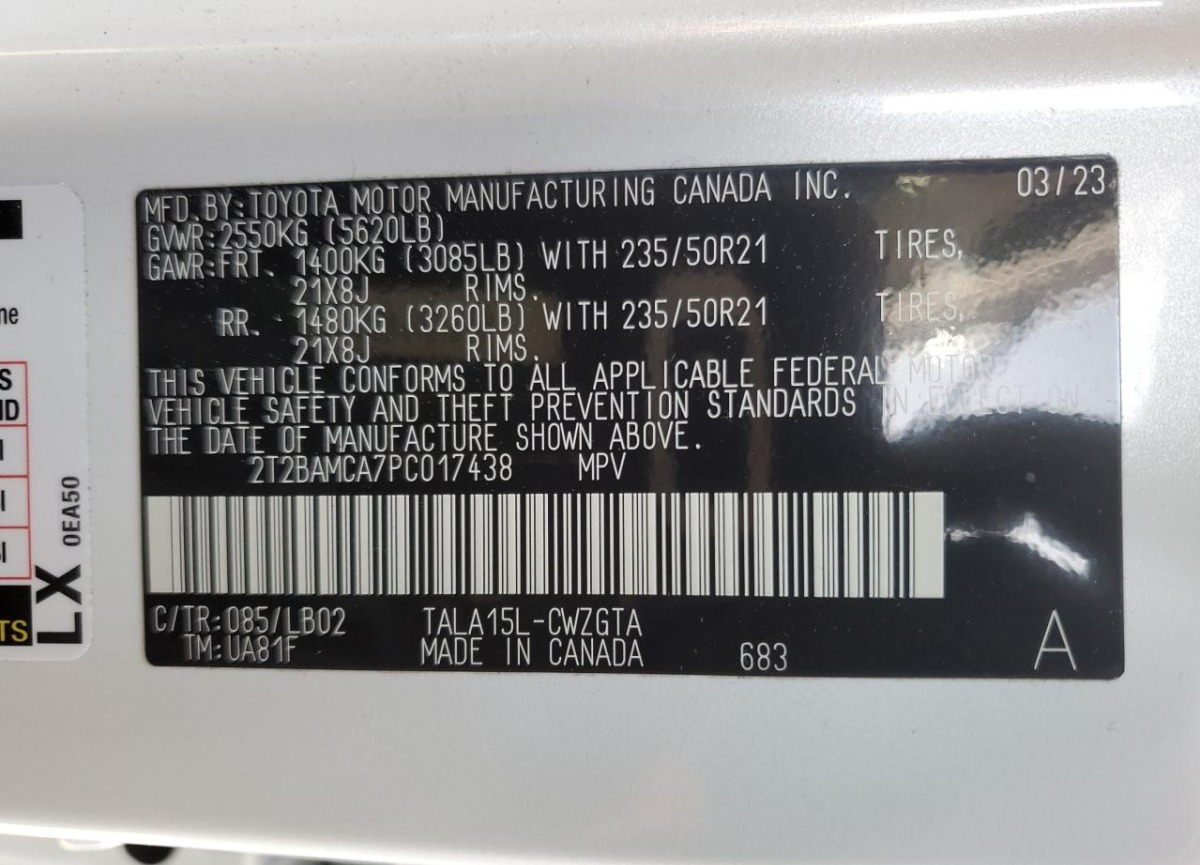 MFD.BY:TOYOTA MOTOR MANUFACTURING CANADA INC. 03/23
GVWR:2550KG (5620LB)
GAWR:FRT. 1400KG (3085LB) WITH 235/50R21 TIRES,
21X8J RIMS.
RR. 1480KG (3260LB) WITH 235/50R21 TIRES,
21X8J RIMS.
THIS VEHICLE CONFORMS TO ALL APPLICABLE FEDERAL MOTOR
VEHICLE SAFETY AND THEFT PREVENTION STANDARDS IN EFFECT ON
THE DATE OF MANUFACTURE SHOWN ABOVE.
2T2BAMCA7PC017438 MPV
C/TR:085/LB02 TALA15L-CWZGTA A
TM:UA81F MADE IN CANADA 683
LX 0EA50